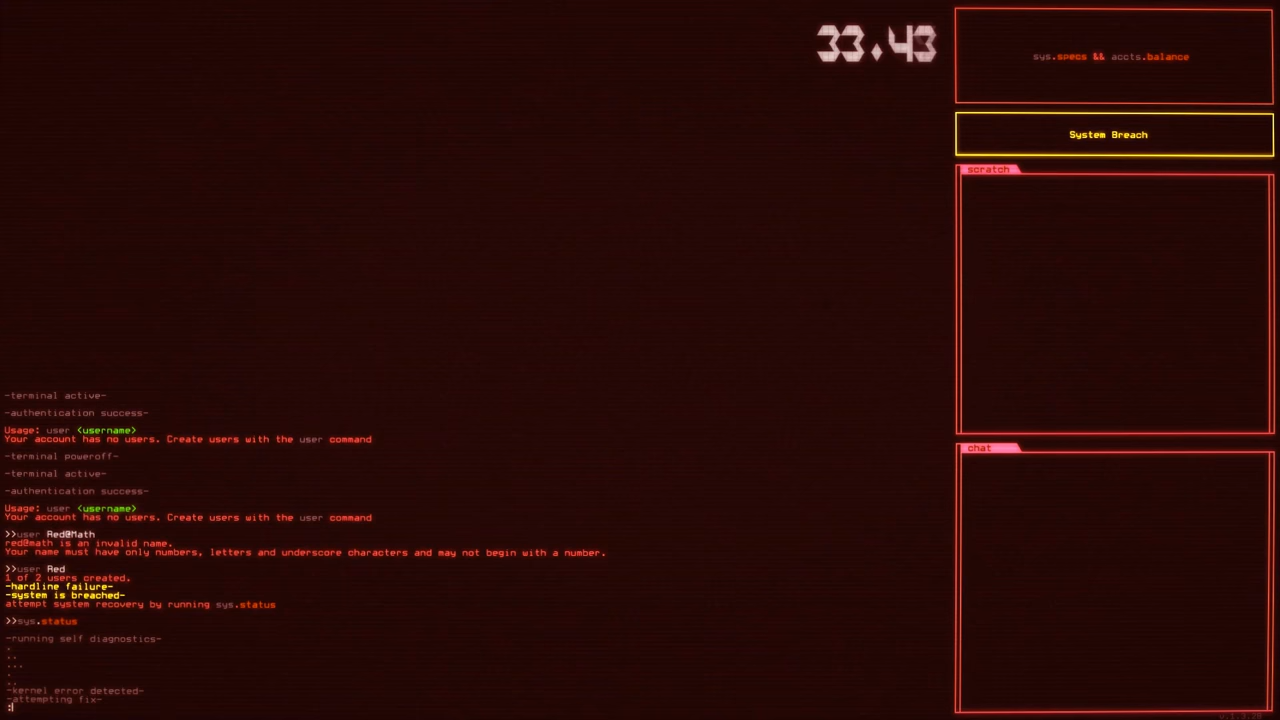 33.43
sys.specs && accts.balance
System Breach
scratch
chat
-terminal active-
-authentication success-
Usage: user <username>
Your account has no users. Create users with the user command
-terminal poweroff-
-terminal active-
-authentication success-
Usage: user <username>
Your account has no users. Create users with the user command
>>user Red@Math
red@math is an invalid name.
Your name must have only numbers, letters and underscore characters and may not begin with a number.
>>user Red
1 of 2 users created.
-hardline failure-
-system is breached-
attempt system recovery by running sys.status
>>sys.status
-running self diagnostics-
.
..
...
.
..
-kernel error detected-
-attempting fix-
: